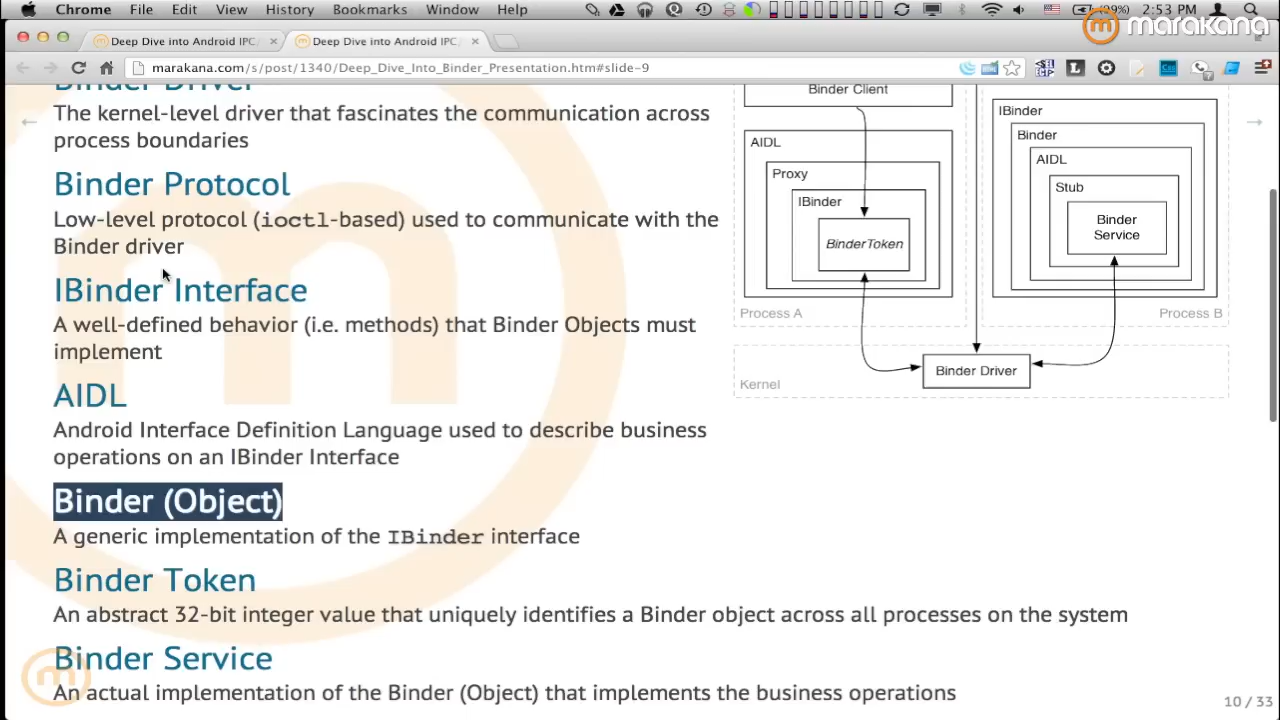 Chrome File Edit View History Bookmarks Window Help
(99%) 2:53 PM
marakana
Deep Dive into Android IPC/ × Deep Dive into Android IPC/ ×
marakana.com/s/post/1340/Deep_Dive_Into_Binder_Presentation.htm#slide-9
Binder Driver
The kernel-level driver that fascinates the communication across
process boundaries
Binder Protocol
Low-level protocol (ioctl-based) used to communicate with the
Binder driver
IBinder Interface
A well-defined behavior (i.e. methods) that Binder Objects must
implement
AIDL
Android Interface Definition Language used to describe business
operations on an IBinder Interface
Binder (Object)
A generic implementation of the IBinder interface
Binder Token
An abstract 32-bit integer value that uniquely identifies a Binder object across all processes on the system
Binder Service
An actual implementation of the Binder (Object) that implements the business operations
Binder Client
AIDL
Proxy
IBinder
BinderToken
Process A
IBinder
Binder
AIDL
Stub
Binder
Service
Process B
Binder Driver
Kernel
10 / 33